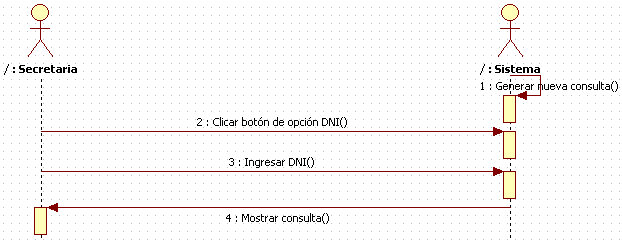 / : Secretaria
/ : Sistema
1 : Generar nueva consulta()
2 : Clicar botón de opción DNI()
3 : Ingresar DNI()
4 : Mostrar consulta()